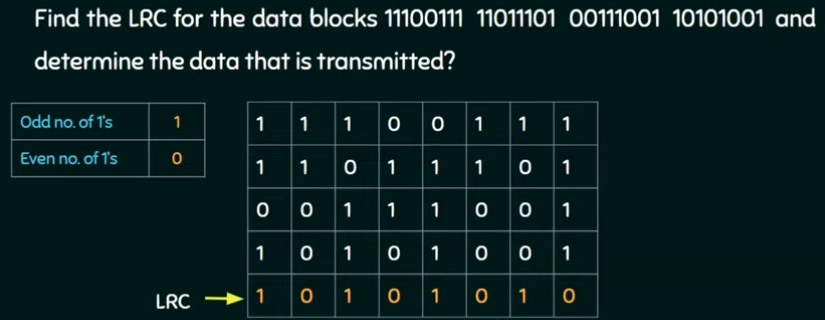 Find the LRC for the data blocks 11100111 11011101 00111001 10101001 and
determine the data that is transmitted?
Odd no. of 1's 1
Even no. of 1's 0
1 1 1 0 0 1 1 1
1 1 0 1 1 1 0 1
0 0 1 1 1 0 0 1
1 0 1 0 1 0 0 1
LRC 1 0 1 0 1 0 1 0